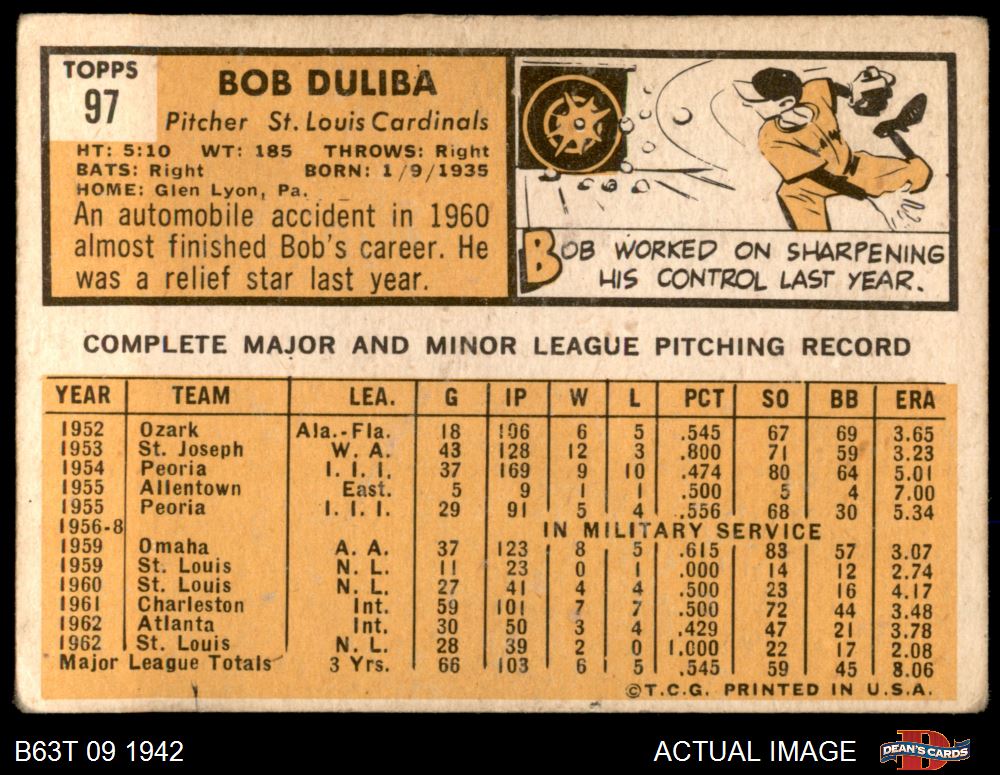 TOPPS
97
BOB DULIBA
Pitcher St. Louis Cardinals
HT: 5:10 WT: 185 THROWS: Right
BATS: Right BORN: 1/9/1935
HOME: Glen Lyon, Pa.
An automobile accident in 1960
almost finished Bob's career. He
was a relief star last year.
BOB WORKED ON SHARPENING
HIS CONTROL LAST YEAR.
COMPLETE MAJOR AND MINOR LEAGUE PITCHING RECORD
YEAR TEAM LEA. G IP W L PCT SO BB ERA
1952 Ozark Ala.-Fla. 18 106 6 5 .545 67 69 3.65
1953 St. Joseph W. A. 43 128 12 3 .800 71 59 3.23
1954 Peoria I. I. I. 37 169 9 10 .474 80 64 5.01
1955 Allentown East. 5 9 1 1 .500 5 4 7.00
1955 Peoria I. I. I. 29 91 5 4 .556 68 30 5.34
1956-8 IN MILITARY SERVICE
1959 Omaha A. A. 37 123 8 5 .615 83 57 3.07
1959 St. Louis N. L. 11 23 0 1 .000 14 12 2.74
1960 St. Louis N. L. 27 41 4 4 .500 23 16 4.17
1961 Charleston Int. 59 101 7 7 .500 72 44 3.48
1962 Atlanta Int. 30 50 3 4 .429 47 21 3.78
1962 St. Louis N. L. 28 39 2 0 1.000 22 17 2.08
Major League Totals 3 Yrs. 66 103 6 5 .545 59 45 8.06
©T.C.G. PRINTED IN U.S.A.
B63T 09 1942 ACTUAL IMAGE
D
DEAN'S CARDS